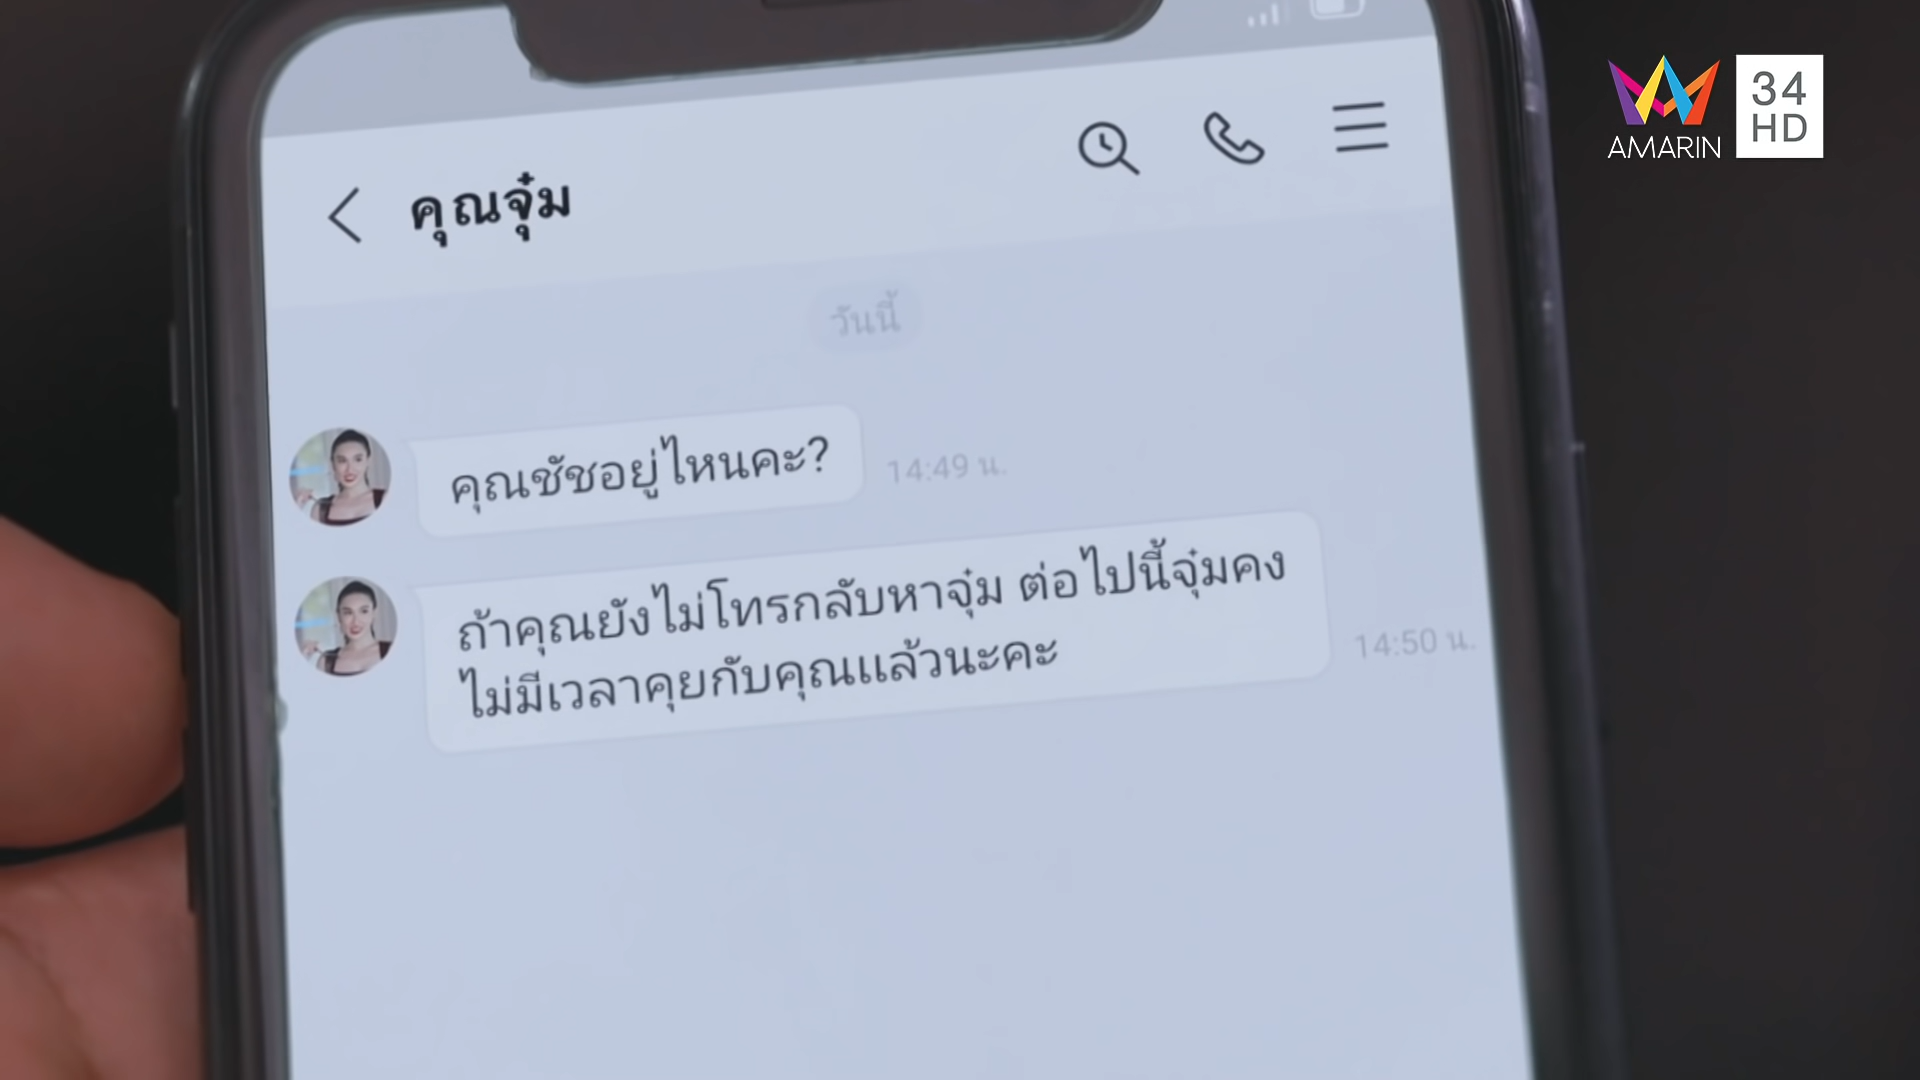 AMARIN
34
HD
คุณจุ๋ม
วันนี้
คุณชัชอยู่ไหนคะ?
14:49 น.
ถ้าคุณยังไม่โทรกลับหาจุ๋ม ต่อไปนี้จุ๋มคง
ไม่มีเวลาคุยกับคุณแล้วนะคะ
14:50 น.